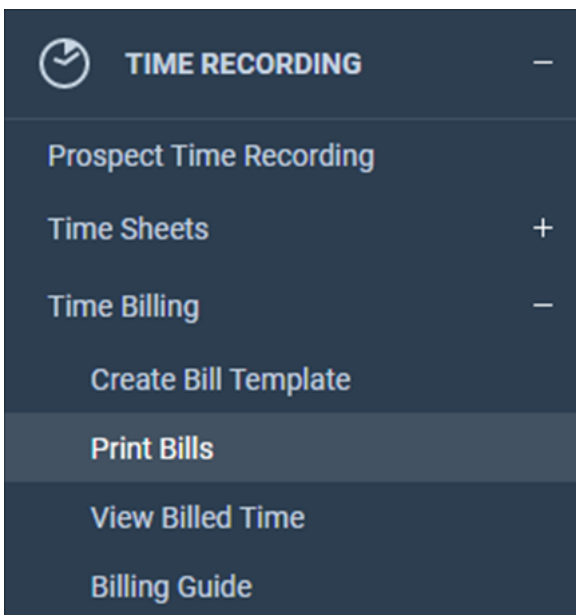 TIME RECORDING −
Prospect Time Recording
Time Sheets +
Time Billing −
Create Bill Template
Print Bills
View Billed Time
Billing Guide